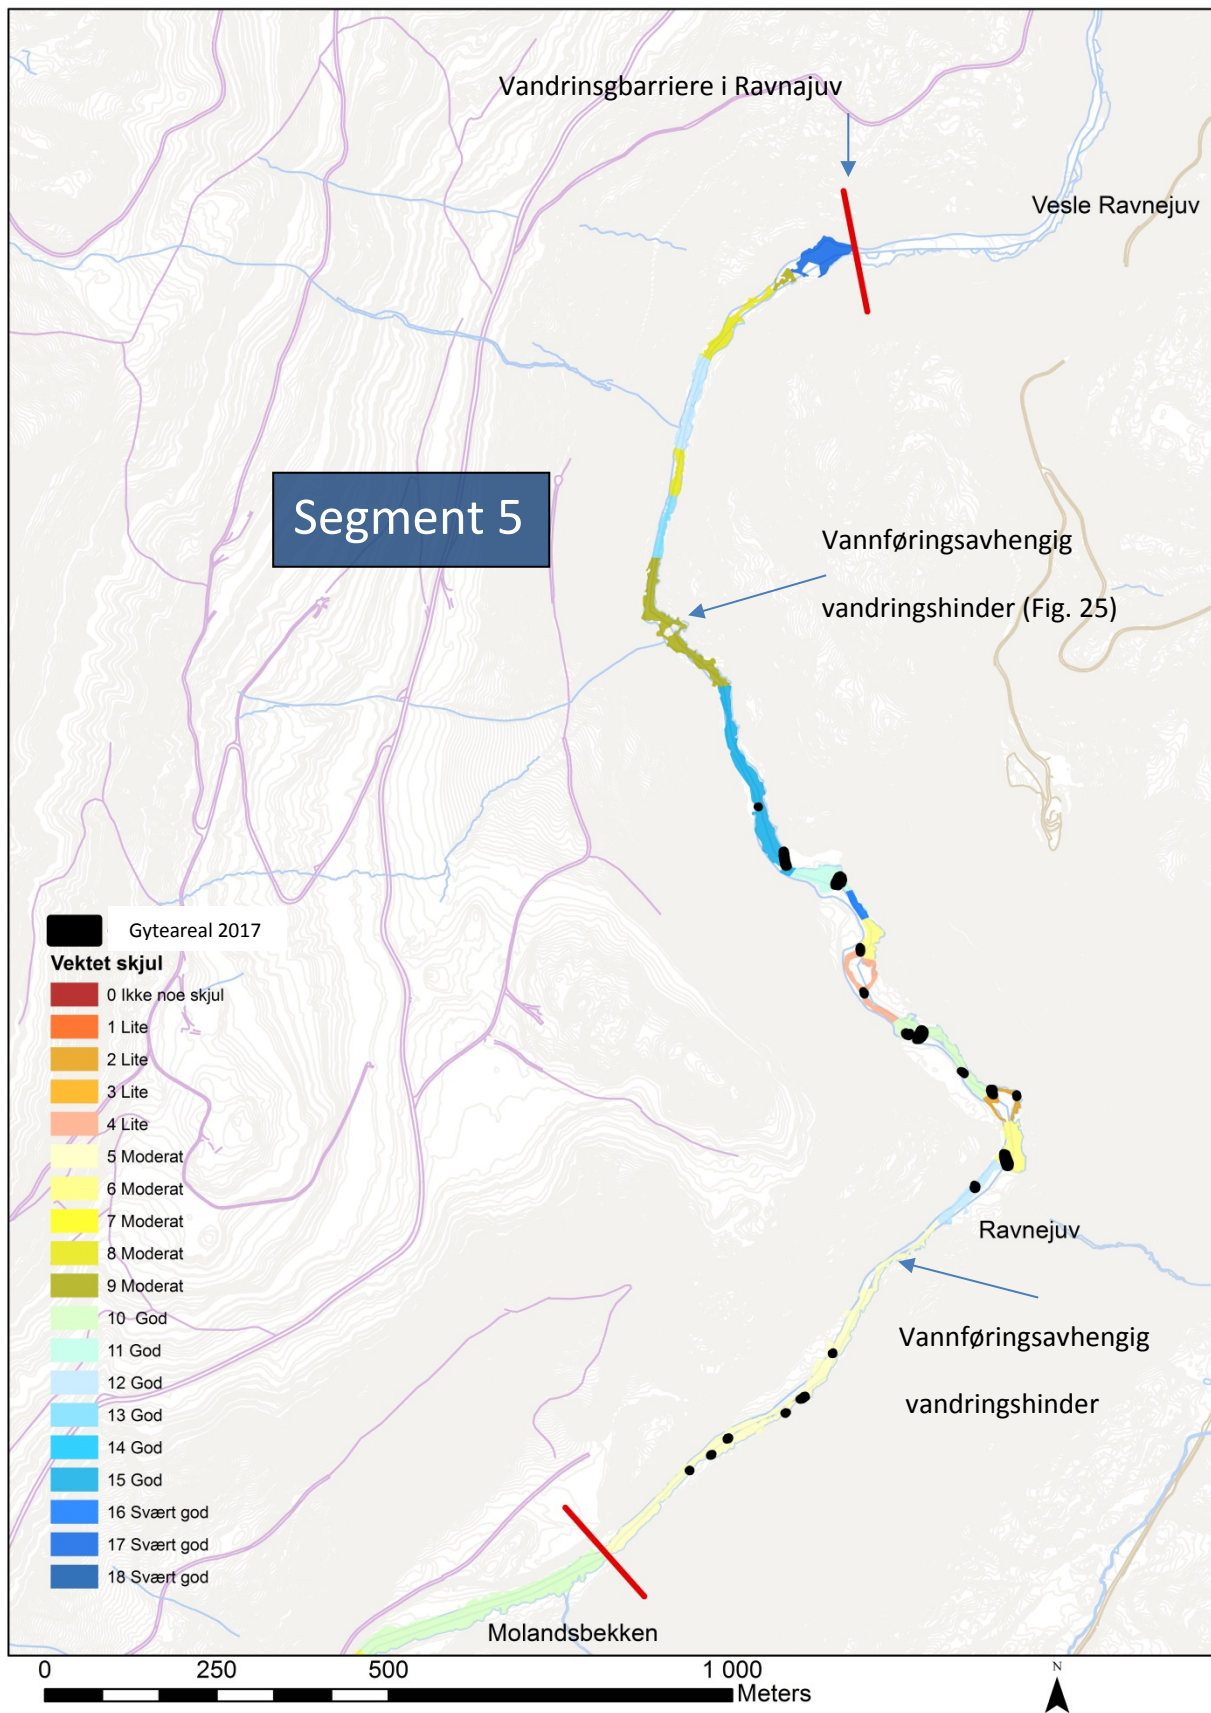 Vandrinsgbarriere i Ravnajuv
Vesle Ravnejuv
Segment 5
Vannføringsavhengig
vandringshinder (Fig. 25)
Gyteareal 2017
Vektet skjul
0 Ikke noe skjul
1 Lite
2 Lite
3 Lite
4 Lite
5 Moderat
6 Moderat
7 Moderat
8 Moderat
9 Moderat
10 God
11 God
12 God
13 God
14 God
15 God
16 Svært god
17 Svært god
18 Svært god
Ravnejuv
Vannføringsavhengig
vandringshinder
Molandsbekken
0 250 500 1 000
Meters
N